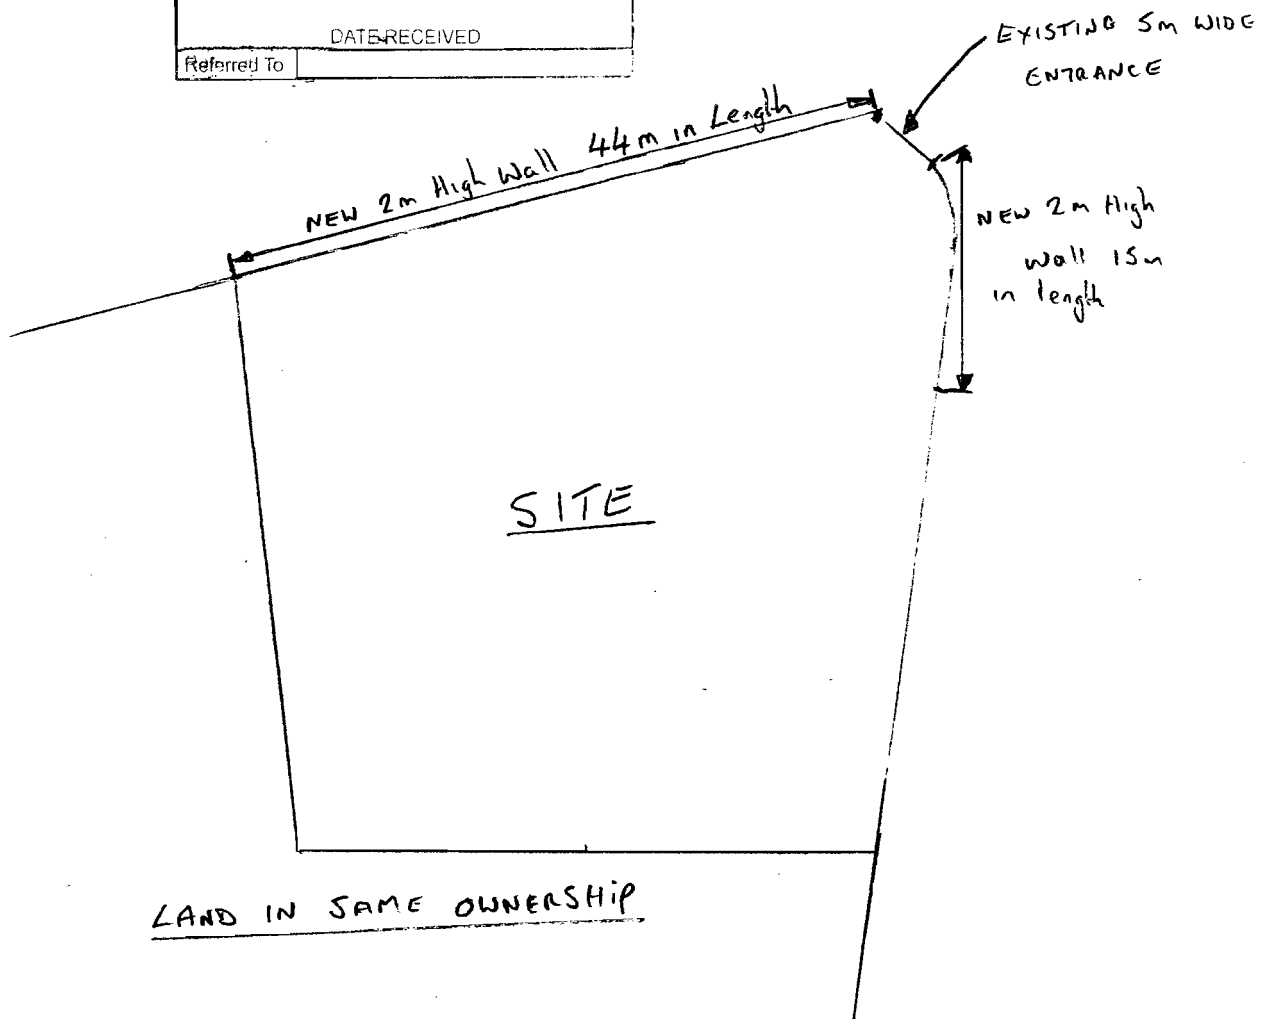 DATE RECEIVED
Referred To
EXISTING 5m WIDE
ENTRANCE
NEW 2m High Wall 44m in Length
NEW 2m High
Wall 15m
in length
SITE
LAND IN SAME OWNERSHiP